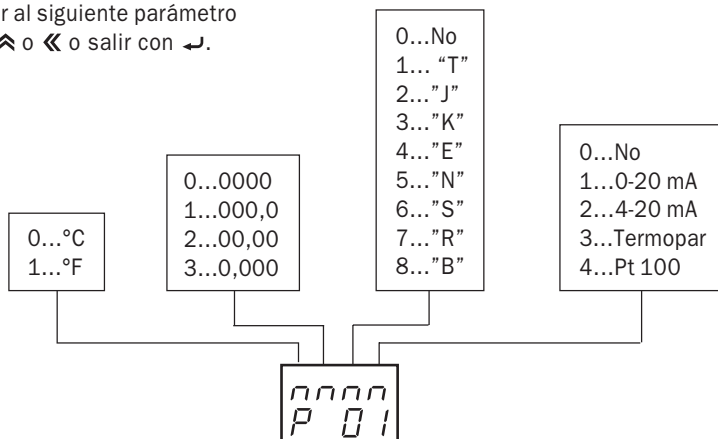 r al siguiente parámetro
o o salir con
0...°C
1...°F
0...0000
1...000,0
2...00,00
3...0,000
0...No
1... “T”
2...”J”
3...”K”
4...”E”
5...”N”
6...”S”
7...”R”
8...”B”
0...No
1...0-20 mA
2...4-20 mA
3...Termopar
4...Pt 100
nnnn
P 01